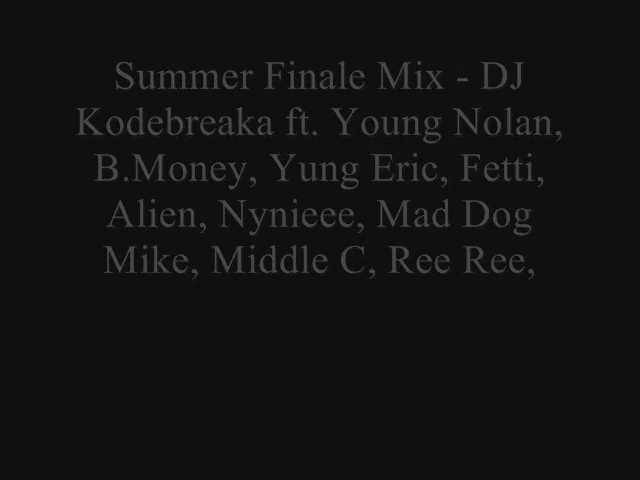 Summer Finale Mix - DJ
Kodebreaka ft. Young Nolan,
B.Money, Yung Eric, Fetti,
Alien, Nynieee, Mad Dog
Mike, Middle C, Ree Ree,